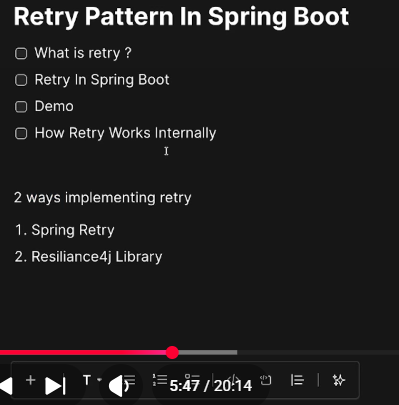 Retry Pattern In Spring Boot
What is retry ?
Retry In Spring Boot
Demo
How Retry Works Internally
2 ways implementing retry
1. Spring Retry
2. Resiliance4j Library
T
5:47 / 20:14